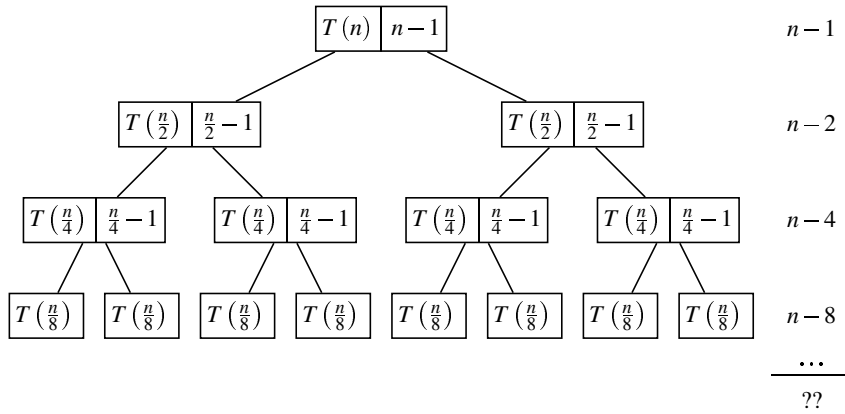 T(n) n − 1 n − 1
T(n/2) n/2 − 1 T(n/2) n/2 − 1 n − 2
T(n/4) n/4 − 1 T(n/4) n/4 − 1 T(n/4) n/4 − 1 T(n/4) n/4 − 1 n − 4
T(n/8) T(n/8) T(n/8) T(n/8) T(n/8) T(n/8) T(n/8) T(n/8) n − 8
...
??